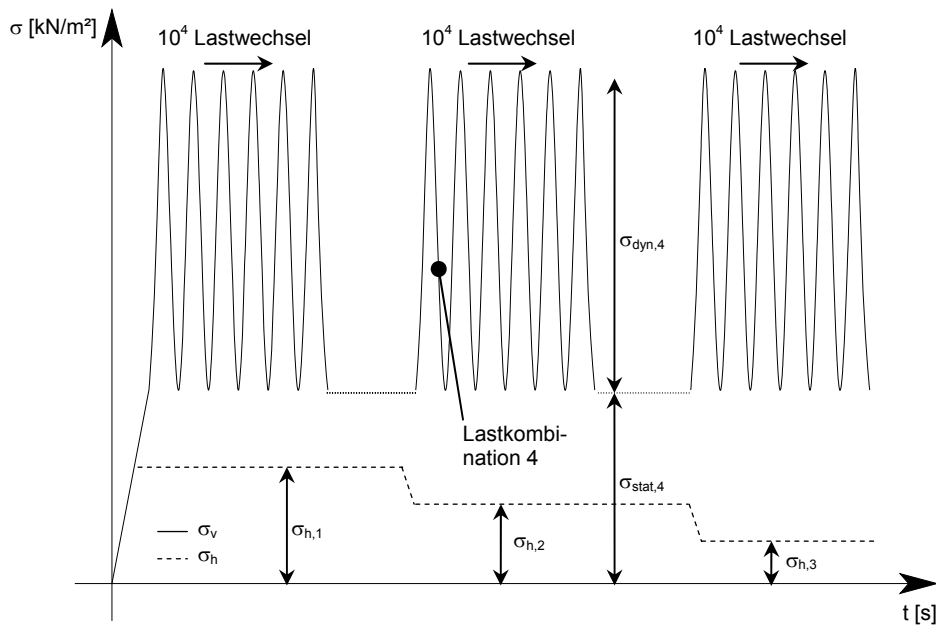 σ [kN/m²]
10⁴ Lastwechsel
10⁴ Lastwechsel
10⁴ Lastwechsel
σdyn,4
Lastkombi-
nation 4
σstat,4
σv
σh
σh,1
σh,2
σh,3
t [s]